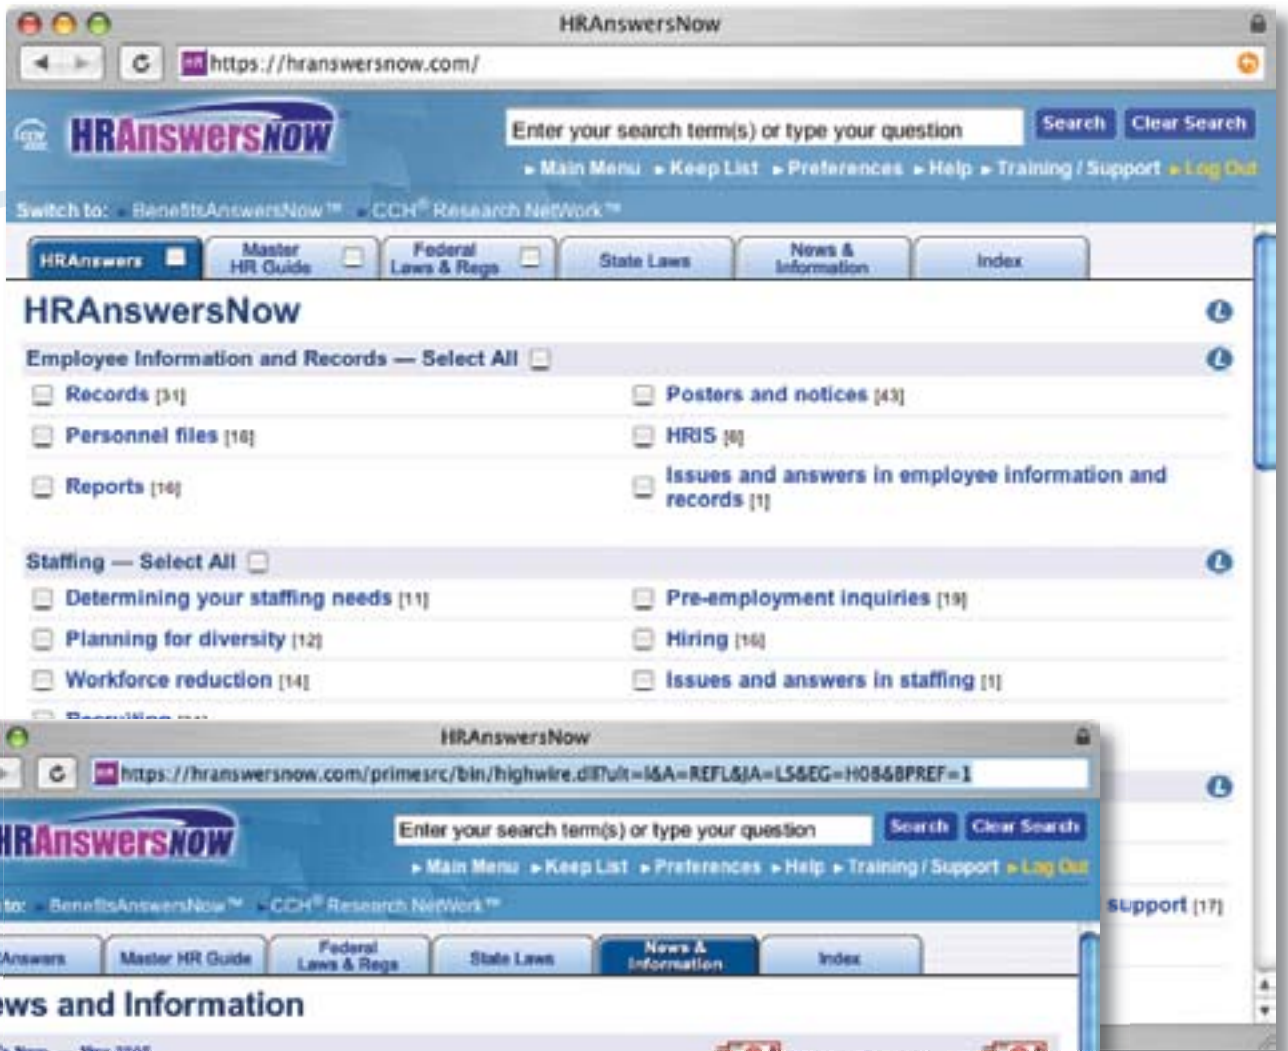 HRAnswersNow
https://hranswersnow.com/
HRAnswersNOW
Enter your search term(s) or type your question
Search
Clear Search
Main Menu
Keep List
Preferences
Help
Training / Support
Log Out
Switch to: BenefitsAnswersNow™ CCH® Research NetWork™
HRAnswers
Master HR Guide
Federal Laws & Regs
State Laws
News & Information
Index
HRAnswersNow
Employee Information and Records — Select All
Records [31]
Posters and notices [43]
Personnel files [16]
HRIS [6]
Reports [16]
Issues and answers in employee information and
records [1]
Staffing — Select All
Determining your staffing needs [11]
Pre-employment inquiries [19]
Planning for diversity [12]
Hiring [16]
Workforce reduction [14]
Issues and answers in staffing [1]
Recruiting
HRAnswersNow
https://hranswersnow.com/primesrc/bin/highwire.dll?ult=I&A=REFL&JA=LS&EG=H08&BPREF=1
HRAnswersNOW
Enter your search term(s) or type your question
Search
Clear Search
Main Menu
Keep List
Preferences
Help
Training / Support
Log Out
to: BenefitsAnswersNow™ CCH® Research NetWork™
support [17]
Answers
Master HR Guide
Federal Laws & Regs
State Laws
News & Information
Index
ews and Information